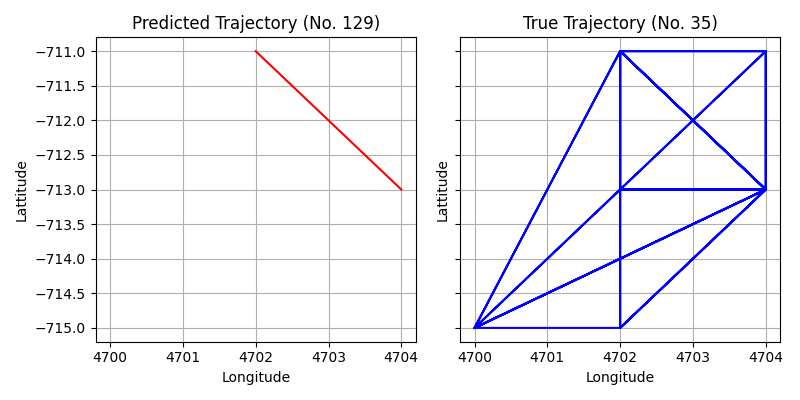 Predicted Trajectory (No. 129)
True Trajectory (No. 35)
−711.0
−711.5
−712.0
−712.5
−713.0
−713.5
−714.0
−714.5
−715.0
Lattitude
Lattitude
4700 4701 4702 4703 4704
4700 4701 4702 4703 4704
Longitude
Longitude